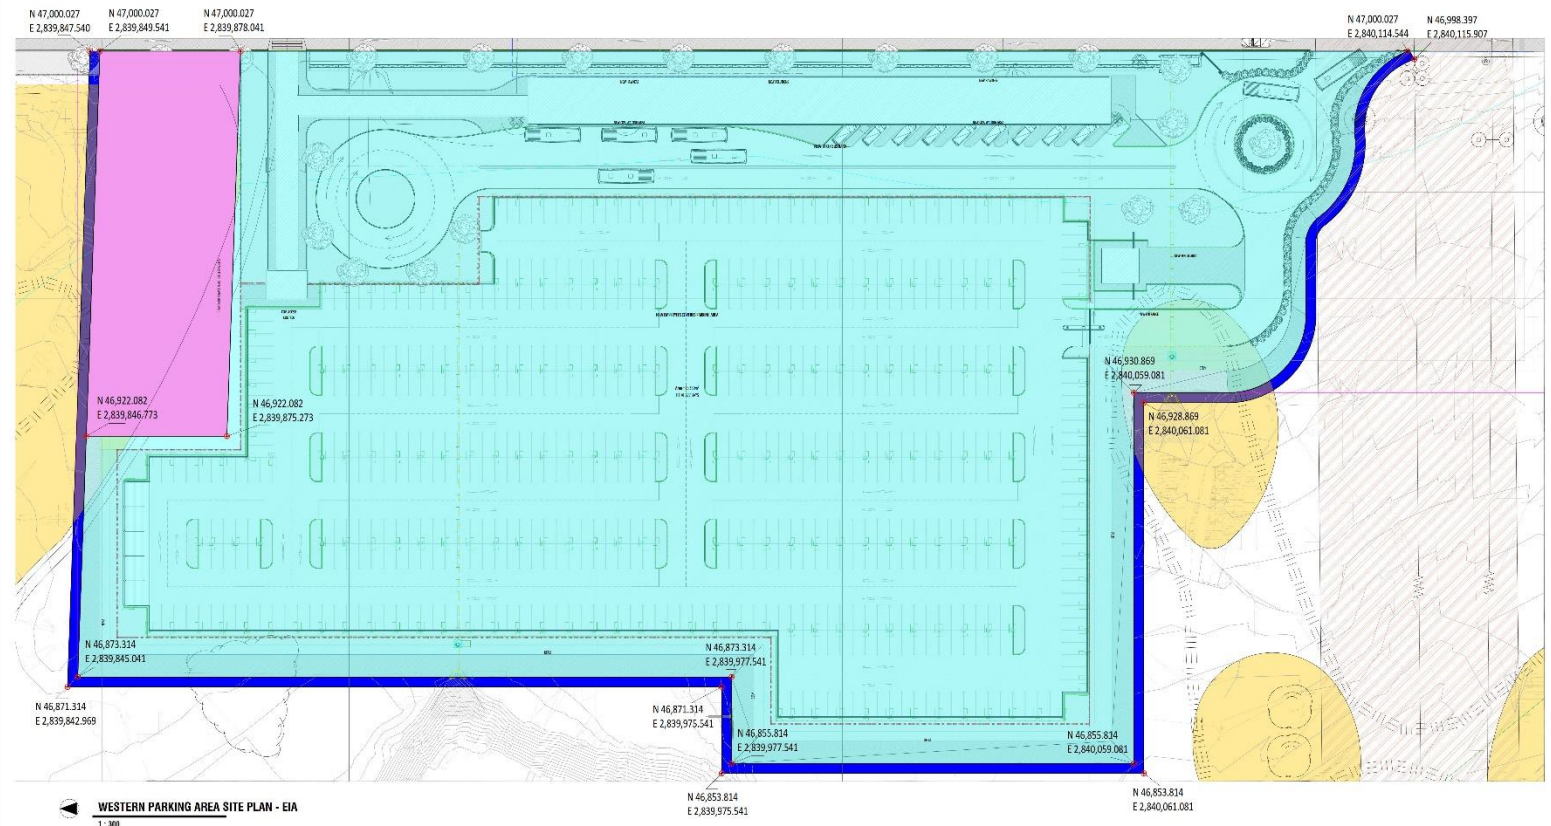 N 47,000.027
E 2,839,847.540
N 47,000.027
E 2,839,849.541
N 47,000.027
E 2,839,878.041
N 47,000.027
E 2,840,114.544
N 46,998.397
E 2,840,115.907
N 46,922.082
E 2,839,846.773
N 46,922.082
E 2,839,875.273
N 46,930.869
E 2,840,059.081
N 46,928.869
E 2,840,061.081
N 46,873.314
E 2,839,845.041
N 46,873.314
E 2,839,977.541
N 46,871.314
E 2,839,842.969
N 46,871.314
E 2,839,975.541
N 46,855.814
E 2,839,977.541
N 46,855.814
E 2,840,059.081
N 46,853.814
E 2,839,975.541
N 46,853.814
E 2,840,061.081
WESTERN PARKING AREA SITE PLAN - EIA
1 : 300